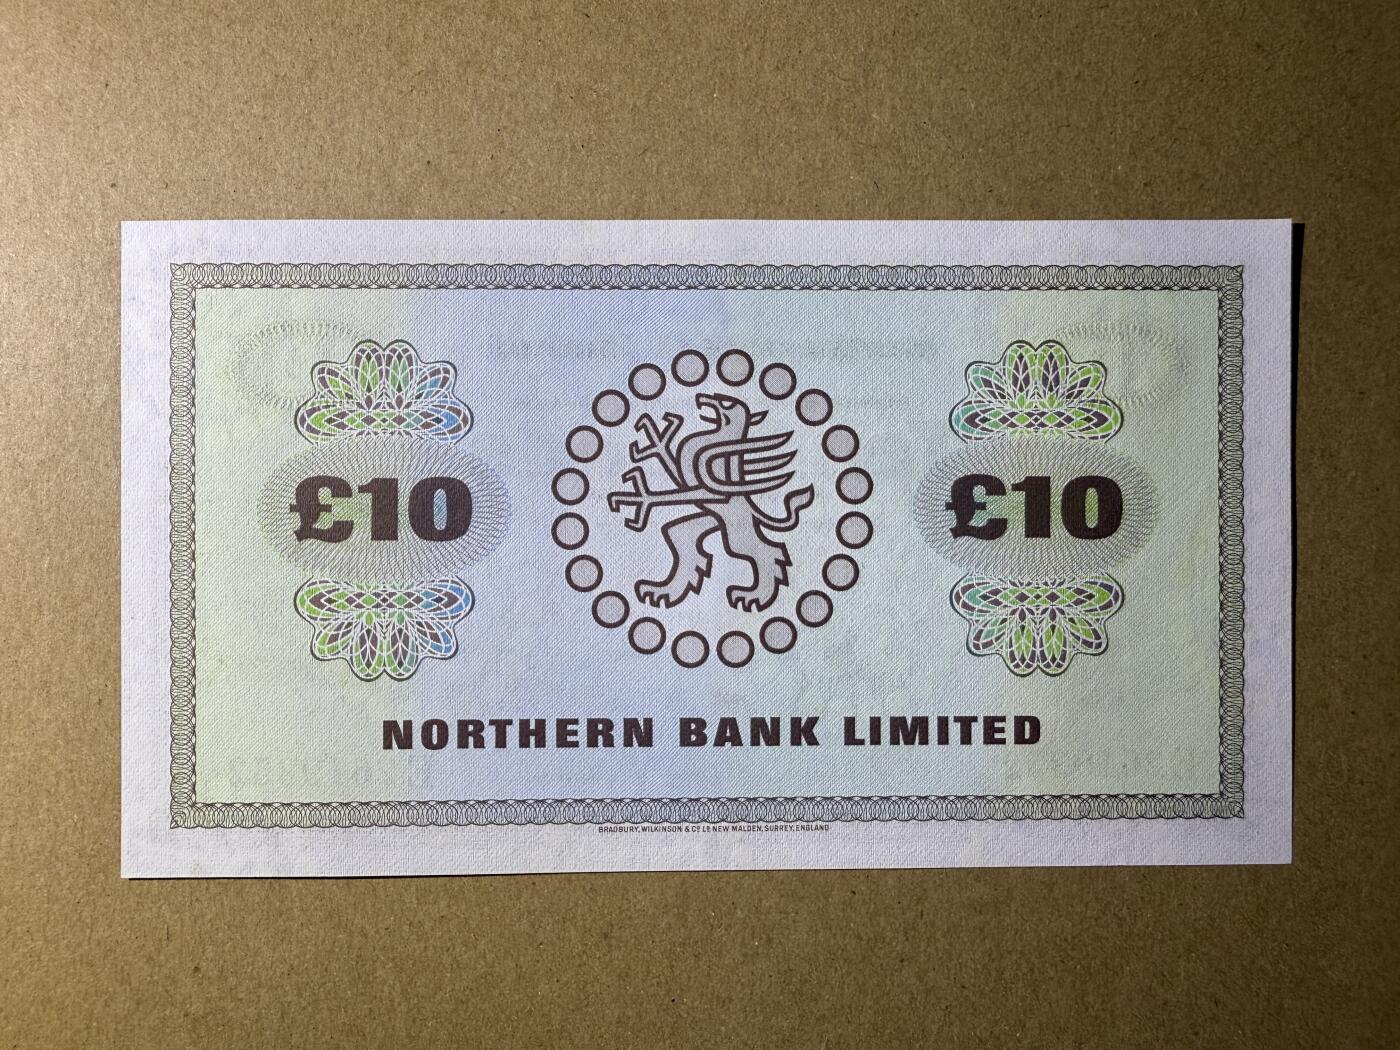 £10 £10
NORTHERN BANK LIMITED
BRADBURY, WILKINSON & Cº Lᴰ NEW MALDEN, SURREY, ENGLAND